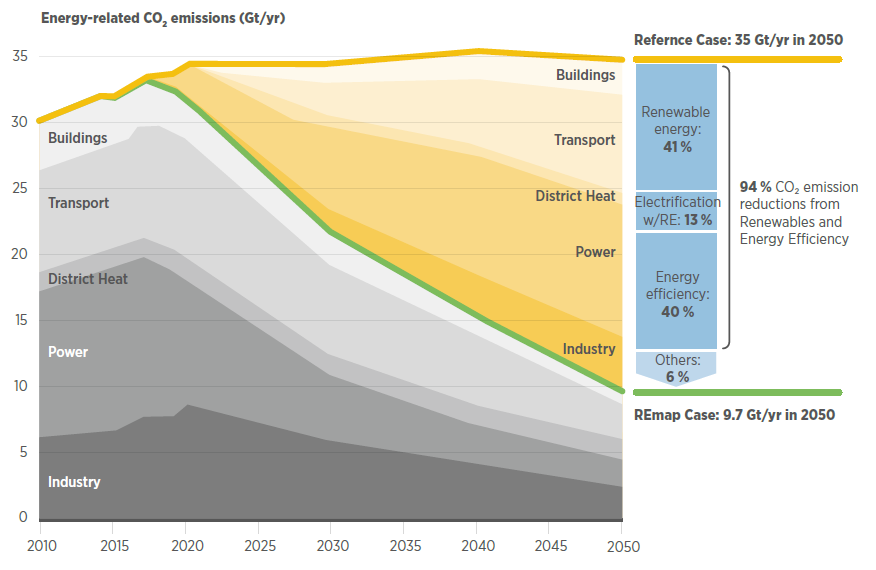 Energy-related CO₂ emissions (Gt/yr)
35
30
25
20
15
10
5
0
2010
2015
2020
2025
2030
2035
2040
2045
2050
Buildings
Transport
District Heat
Power
Industry
Buildings
Transport
District Heat
Power
Industry
Refernce Case: 35 Gt/yr in 2050
Renewable
energy:
41 %
Electrification
w/RE: 13 %
Energy
efficiency:
40 %
Others:
6 %
94 % CO₂ emission
reductions from
Renewables and
Energy Efficiency
REmap Case: 9.7 Gt/yr in 2050